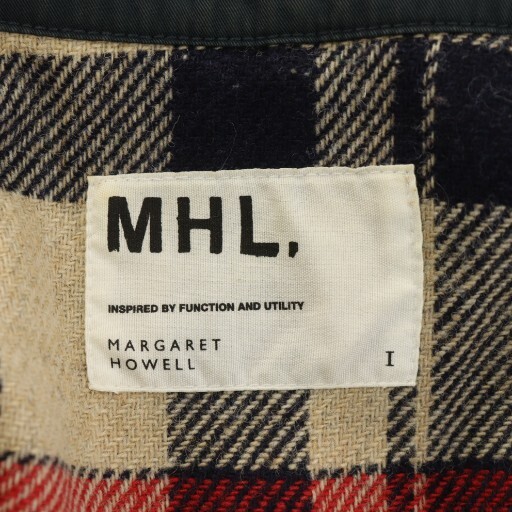 MHL.
INSPIRED BY FUNCTION AND UTILITY
MARGARET
HOWELL
I